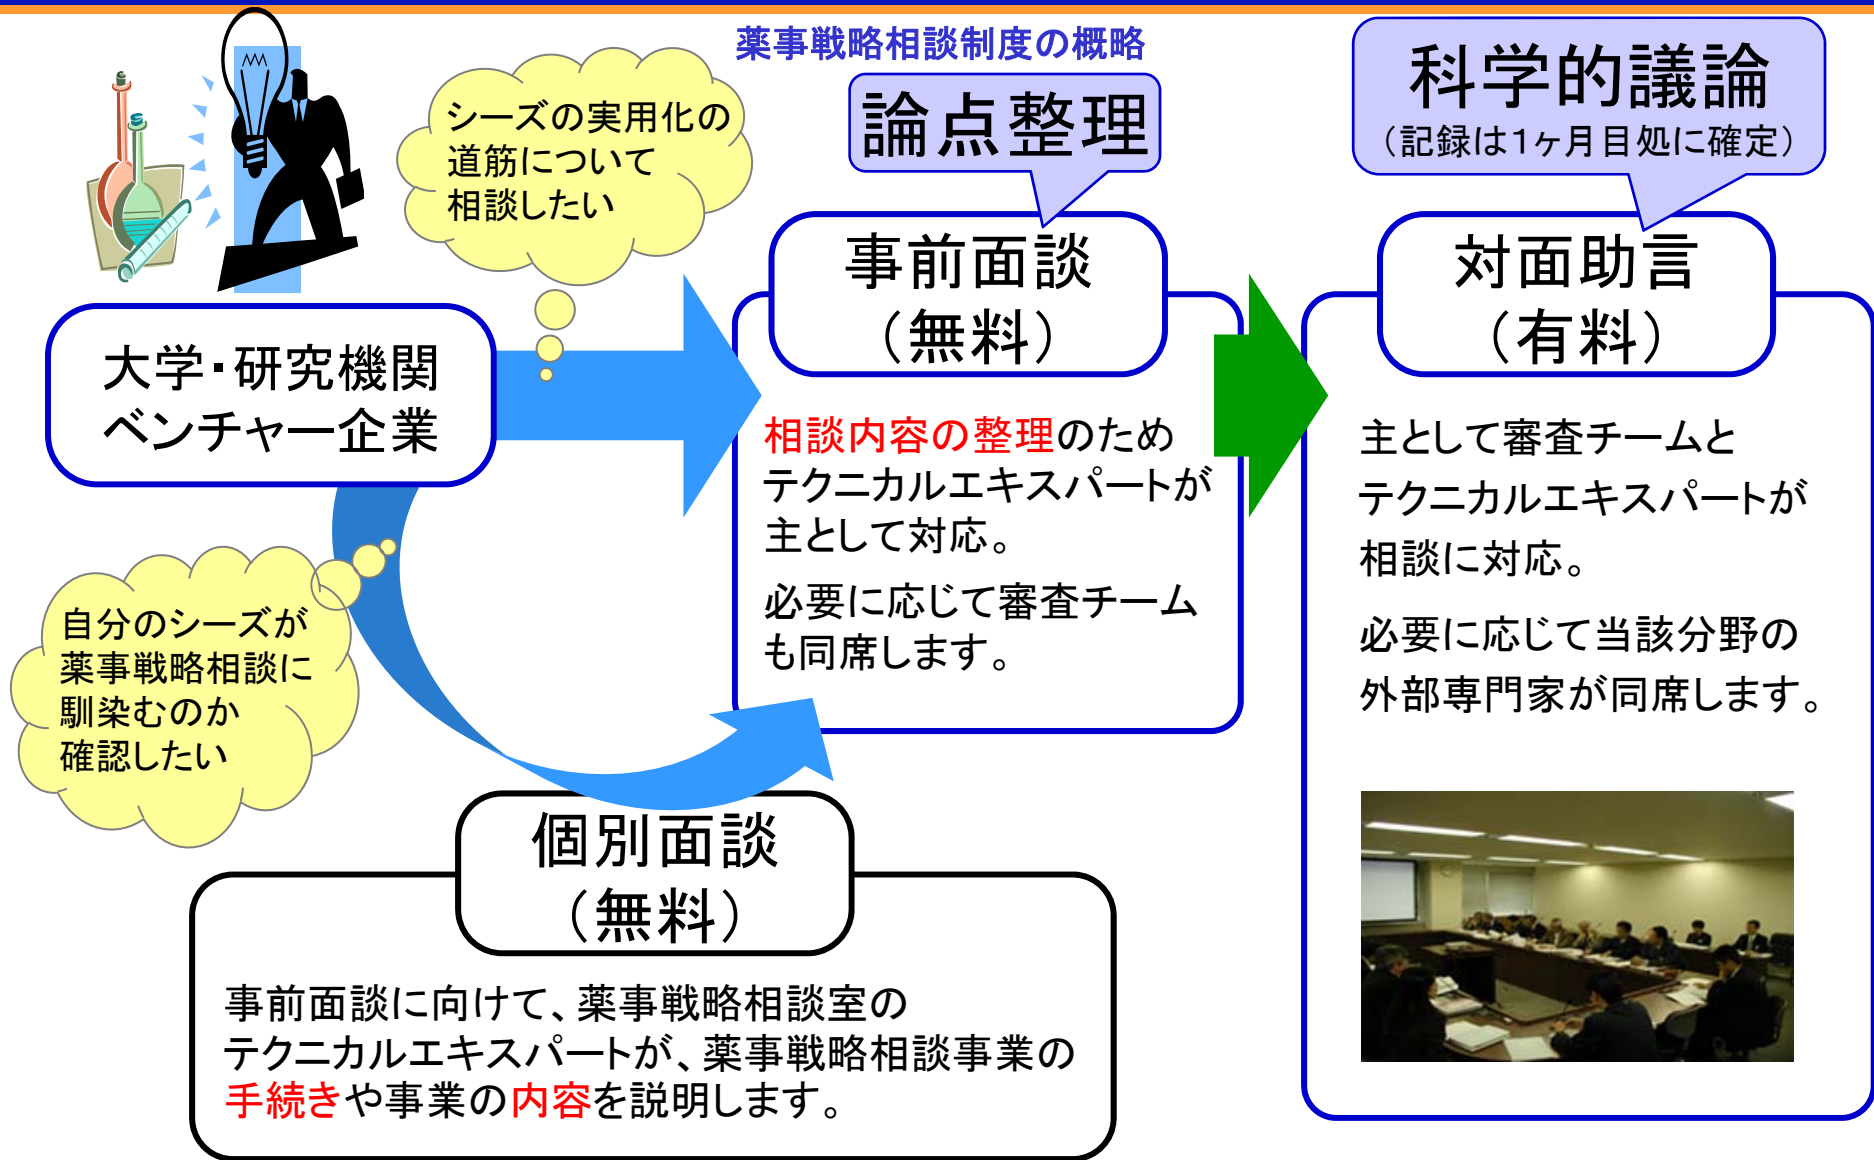 薬事戦略相談制度の概略
シーズの実用化の
道筋について
相談したい
論点整理
科学的議論
（記録は1ヶ月目処に確定）
大学・研究機関
ベンチャー企業
事前面談
（無料）
相談内容の整理のため
テクニカルエキスパートが
主として対応。
必要に応じて審査チーム
も同席します。
対面助言
（有料）
主として審査チームと
テクニカルエキスパートが
相談に対応。
必要に応じて当該分野の
外部専門家が同席します。
自分のシーズが
薬事戦略相談に
馴染むのか
確認したい
個別面談
（無料）
事前面談に向けて、薬事戦略相談室の
テクニカルエキスパートが、薬事戦略相談事業の
手続きや事業の内容を説明します。